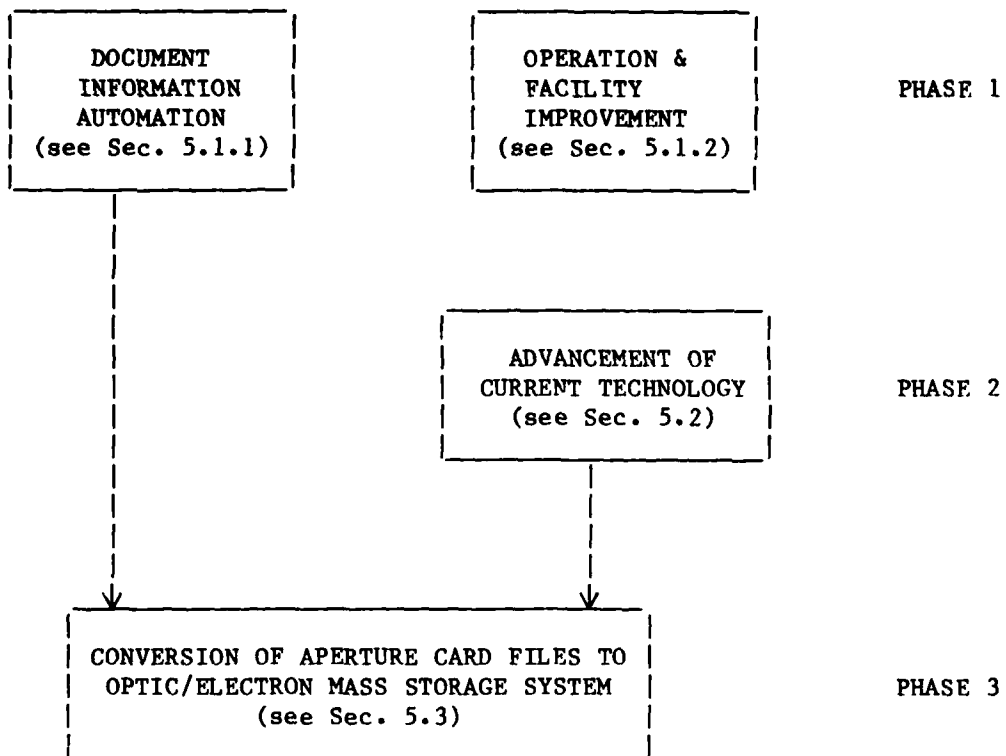 DOCUMENT
INFORMATION
AUTOMATION
(see Sec. 5.1.1)
OPERATION &
FACILITY
IMPROVEMENT
(see Sec. 5.1.2)
PHASE 1
ADVANCEMENT OF
CURRENT TECHNOLOGY
(see Sec. 5.2)
PHASE 2
CONVERSION OF APERTURE CARD FILES TO
OPTIC/ELECTRON MASS STORAGE SYSTEM
(see Sec. 5.3)
PHASE 3